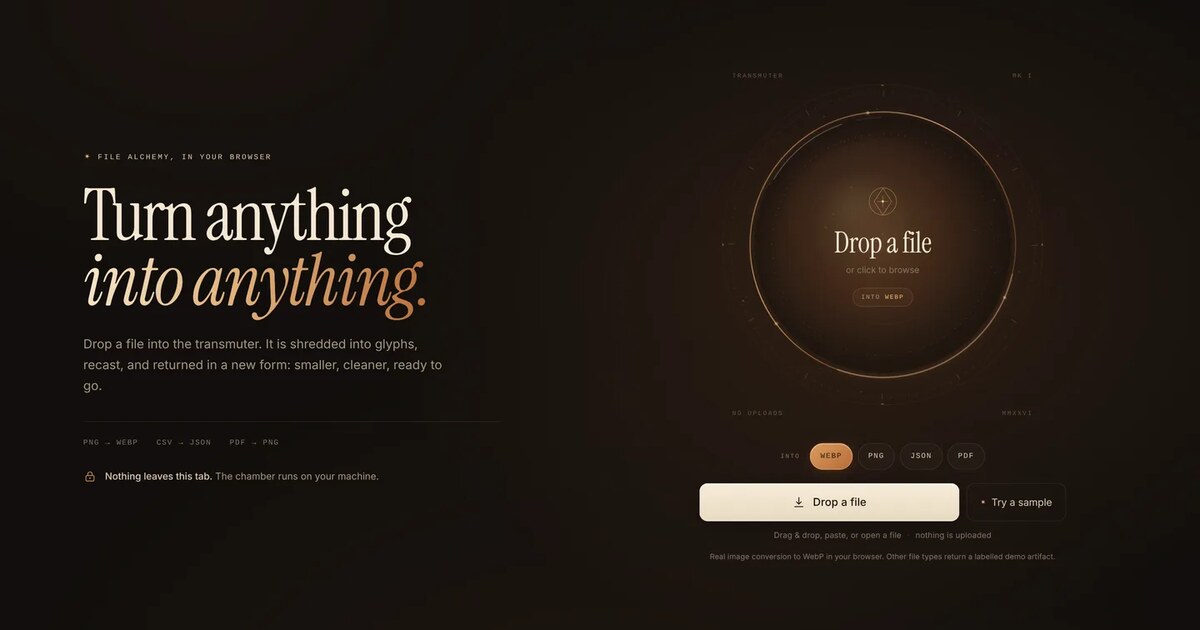 FILE ALCHEMY, IN YOUR BROWSER
Turn anything
into anything.
Drop a file into the transmuter. It is shredded into glyphs,
recast, and returned in a new form: smaller, cleaner, ready to
go.
PNG → WEBP CSV → JSON PDF → PNG
Nothing leaves this tab. The chamber runs on your machine.
TRANSMUTER MK I
Drop a file
or click to browse
INTO WEBP
NO UPLOADS MMXXVI
INTO WEBP PNG JSON PDF
Drop a file
Try a sample
Drag & drop, paste, or open a file · nothing is uploaded
Real image conversion to WebP in your browser. Other file types return a labelled demo artifact.